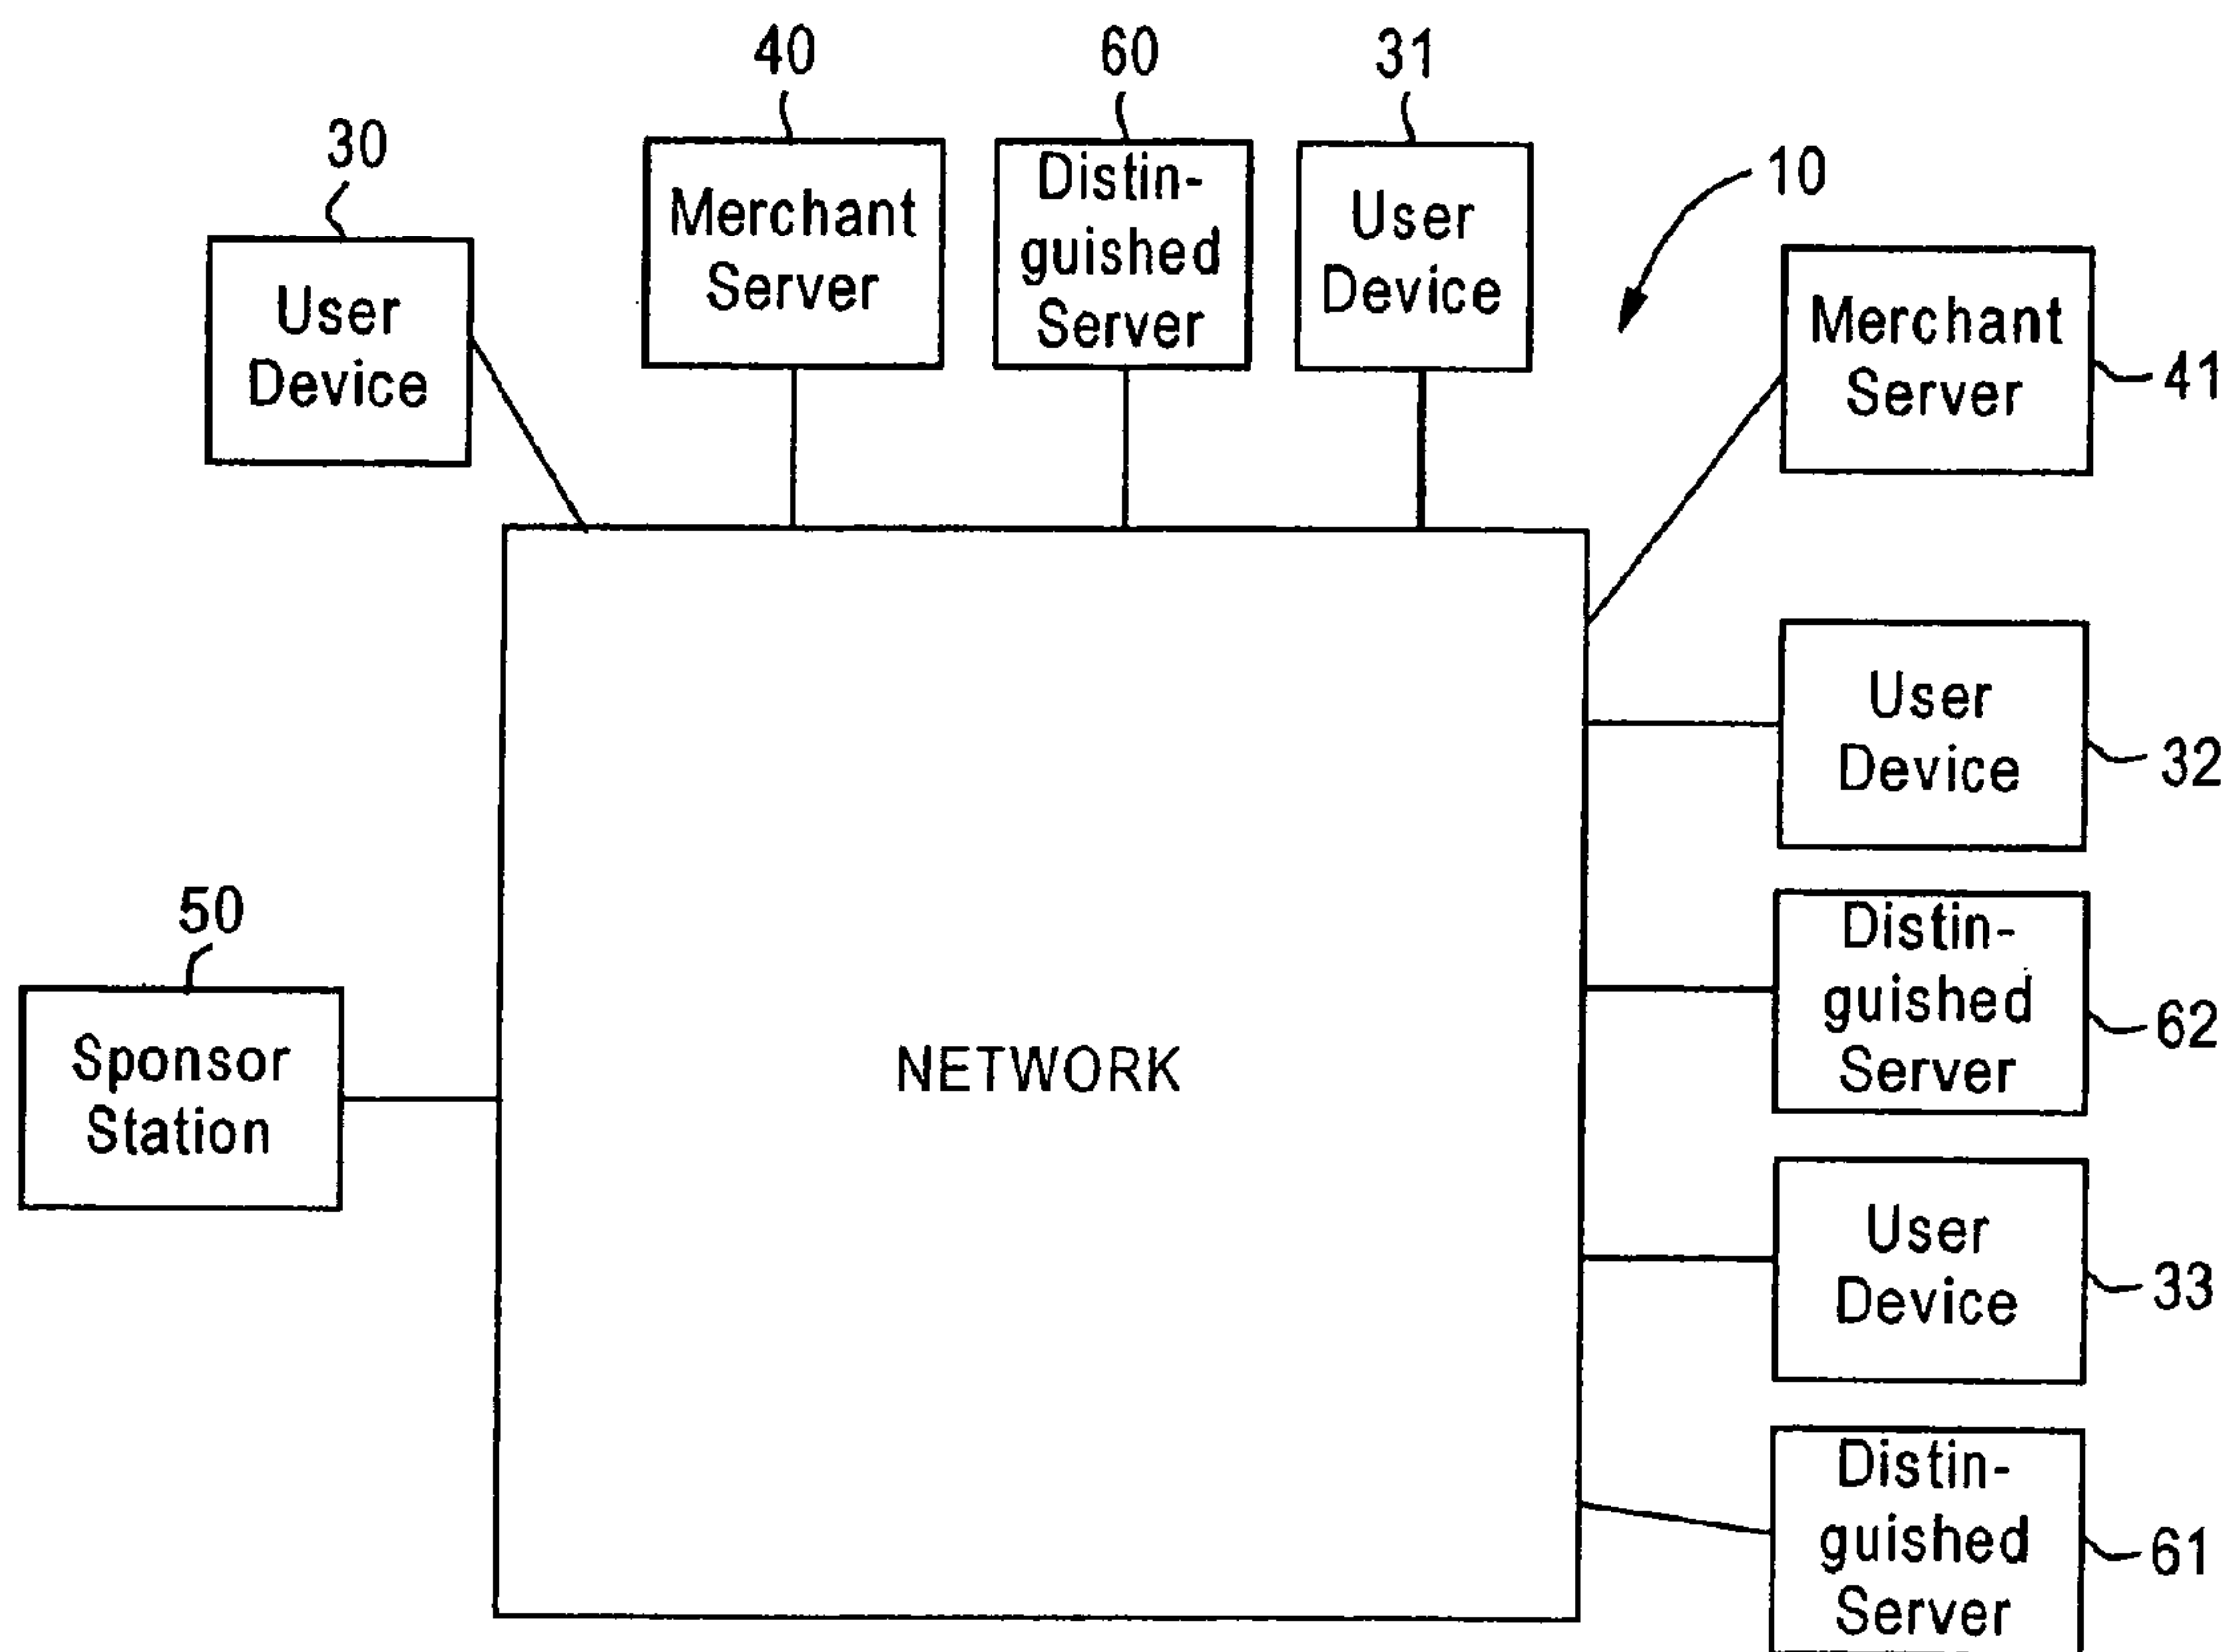 40
60
31
30
10
Merchant
Server
Distin-
guished
Server
User
Device
User
Device
Merchant
Server
41
User
Device
32
50
Distin-
guished
Server
62
Sponsor
Station
NETWORK
User
Device
33
Distin-
guished
Server
61